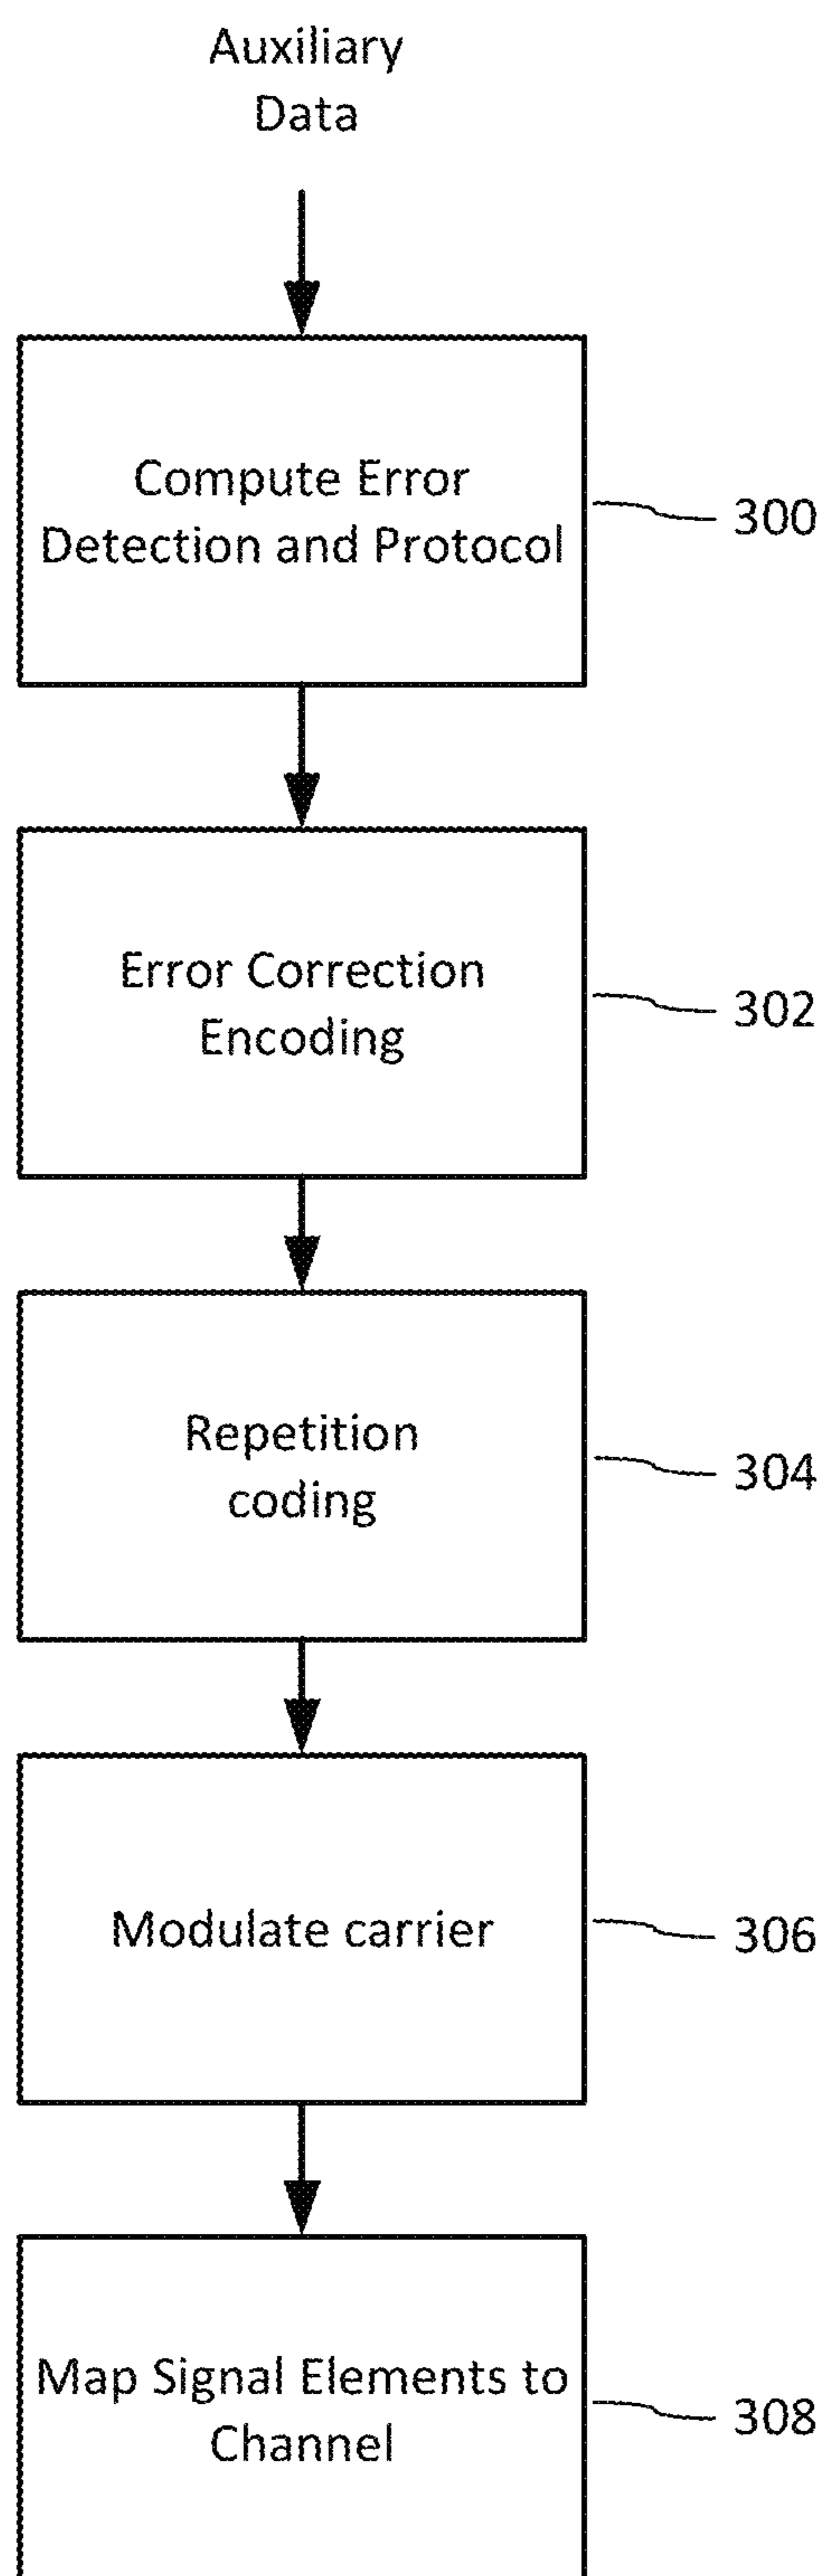 Auxiliary
Data
Compute Error
Detection and Protocol
300
Error Correction
Encoding
302
Repetition
coding
304
Modulate carrier
306
Map Signal Elements to
Channel
308